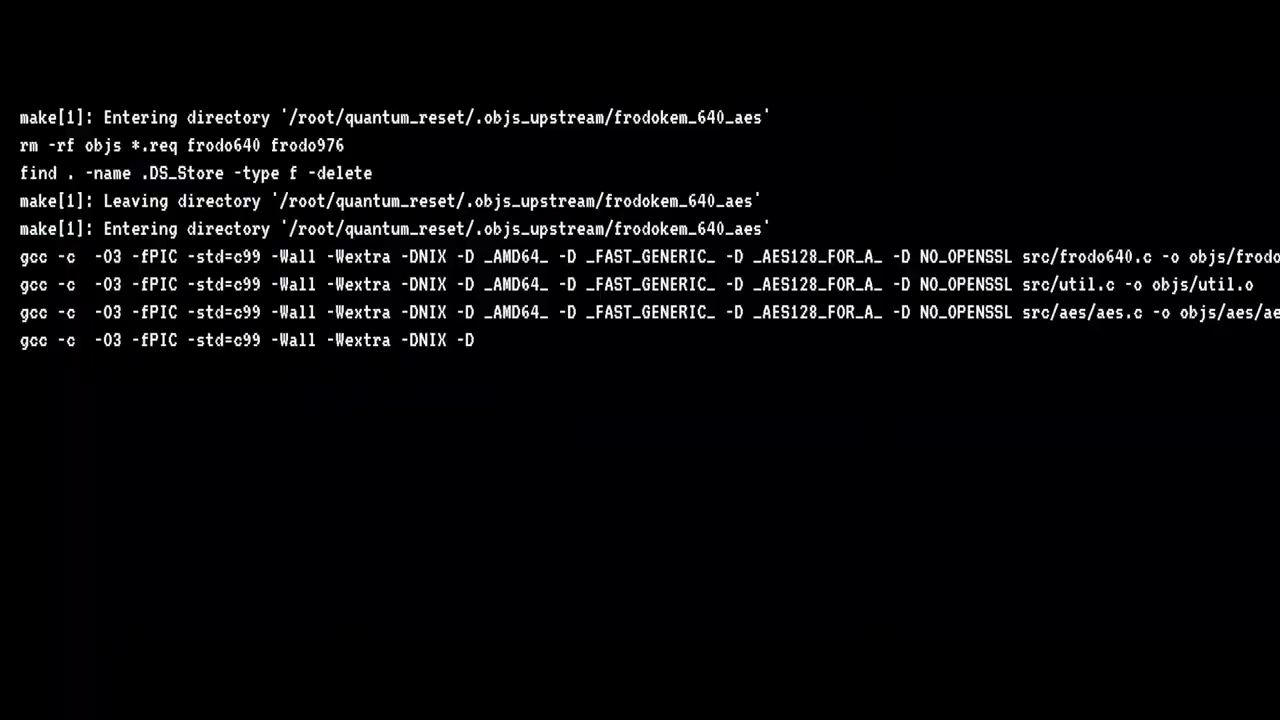 make[1]: Entering directory '/root/quantum_reset/.objs_upstream/frodokem_640_aes'
rm -rf objs *.req frodo640 frodo976
find . -name .DS_Store -type f -delete
make[1]: Leaving directory '/root/quantum_reset/.objs_upstream/frodokem_640_aes'
make[1]: Entering directory '/root/quantum_reset/.objs_upstream/frodokem_640_aes'
gcc -c  -O3 -fPIC -std=c99 -Wall -Wextra -DNIX -D _AMD64_ -D _FAST_GENERIC_ -D _AES128_FOR_A_ -D NO_OPENSSL src/frodo640.c -o objs/frodo
gcc -c  -O3 -fPIC -std=c99 -Wall -Wextra -DNIX -D _AMD64_ -D _FAST_GENERIC_ -D _AES128_FOR_A_ -D NO_OPENSSL src/util.c -o objs/util.o
gcc -c  -O3 -fPIC -std=c99 -Wall -Wextra -DNIX -D _AMD64_ -D _FAST_GENERIC_ -D _AES128_FOR_A_ -D NO_OPENSSL src/aes/aes.c -o objs/aes/ae
gcc -c  -O3 -fPIC -std=c99 -Wall -Wextra -DNIX -D